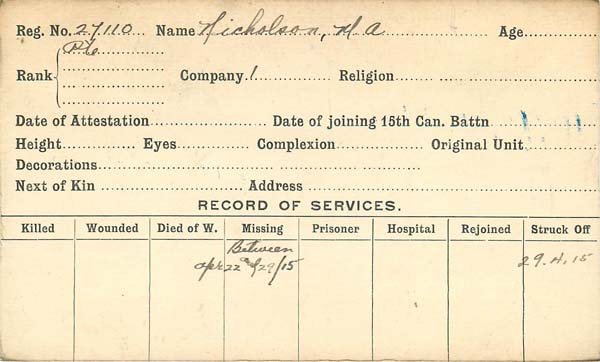 Reg. No. 27110 Name Nicholson, N A Age
Pte
Rank Company 1 Religion
Date of Attestation Date of joining 15th Can. Battn
Height Eyes Complexion Original Unit
Decorations
Next of Kin Address
RECORD OF SERVICES.
Killed Wounded Died of W. Missing Prisoner Hospital Rejoined Struck Off
Between
Apr 22 and 29/15 29.4.15